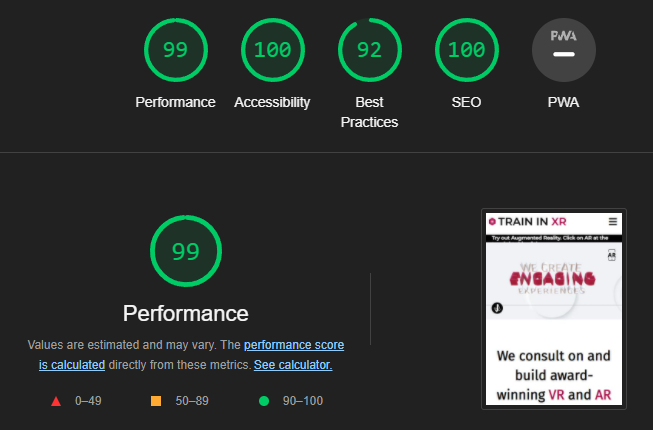 99 100 92 100 PWA
Performance Accessibility Best Practices SEO PWA
99
Performance
Values are estimated and may vary. The performance score
is calculated directly from these metrics. See calculator.
0–49 50–89 90–100
TRAIN IN XR
Try out Augmented Reality. Click on AR at the
AR
WE CREATE
ENGAGING
EXPERIENCES
We consult on and
build award-
winning VR and AR